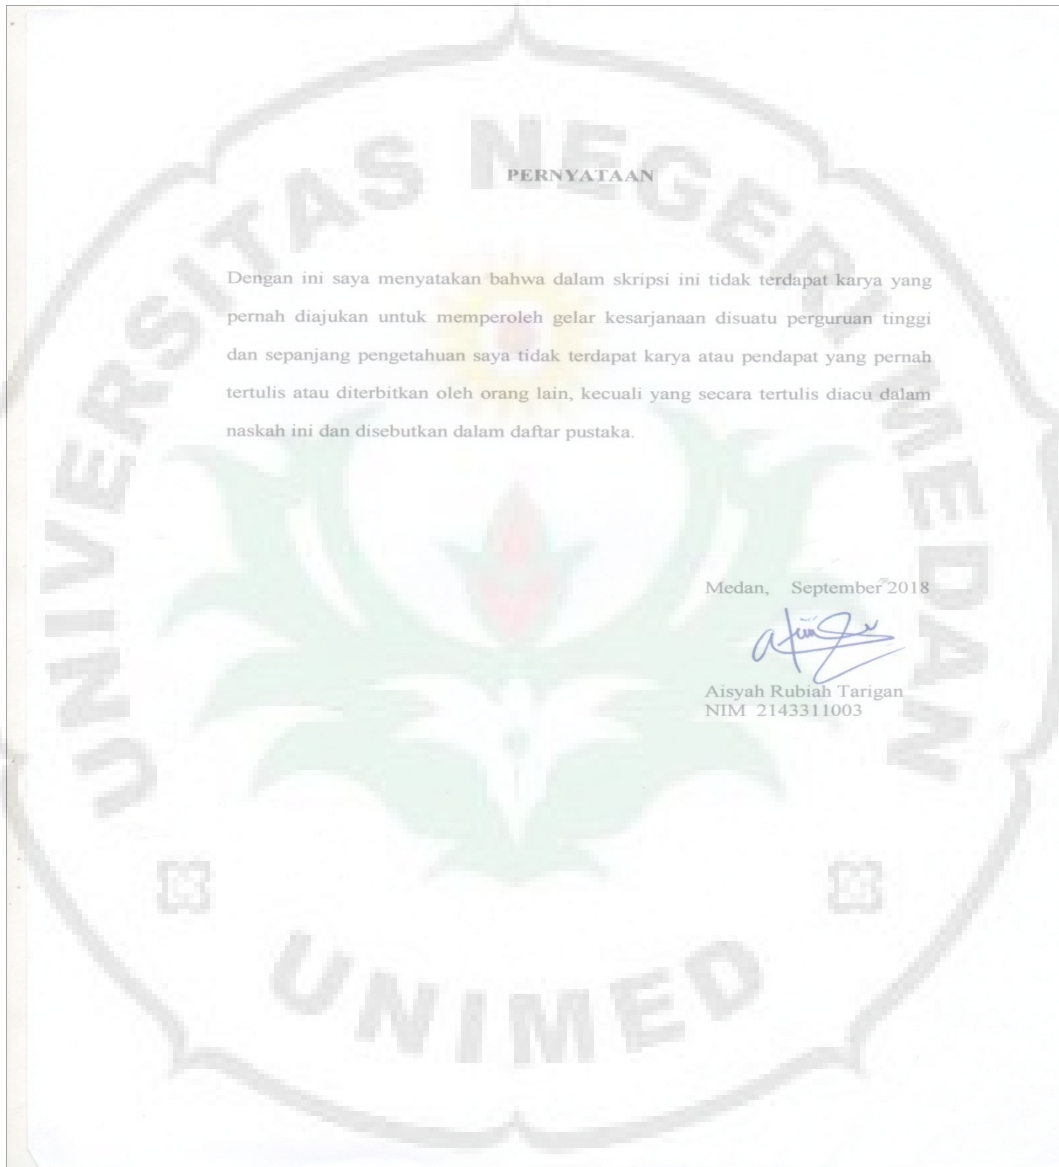 UNIVERSITAS NEGERI MEDAN
PERNYATAAN
Dengan ini saya menyatakan bahwa dalam skripsi ini tidak terdapat karya yang
pernah diajukan untuk memperoleh gelar kesarjanaan disuatu perguruan tinggi
dan sepanjang pengetahuan saya tidak terdapat karya atau pendapat yang pernah
tertulis atau diterbitkan oleh orang lain, kecuali yang secara tertulis diacu dalam
naskah ini dan disebutkan dalam daftar pustaka.
Medan, September 2018
Aisyah Rubiah Tarigan
NIM 2143311003
UNIMED